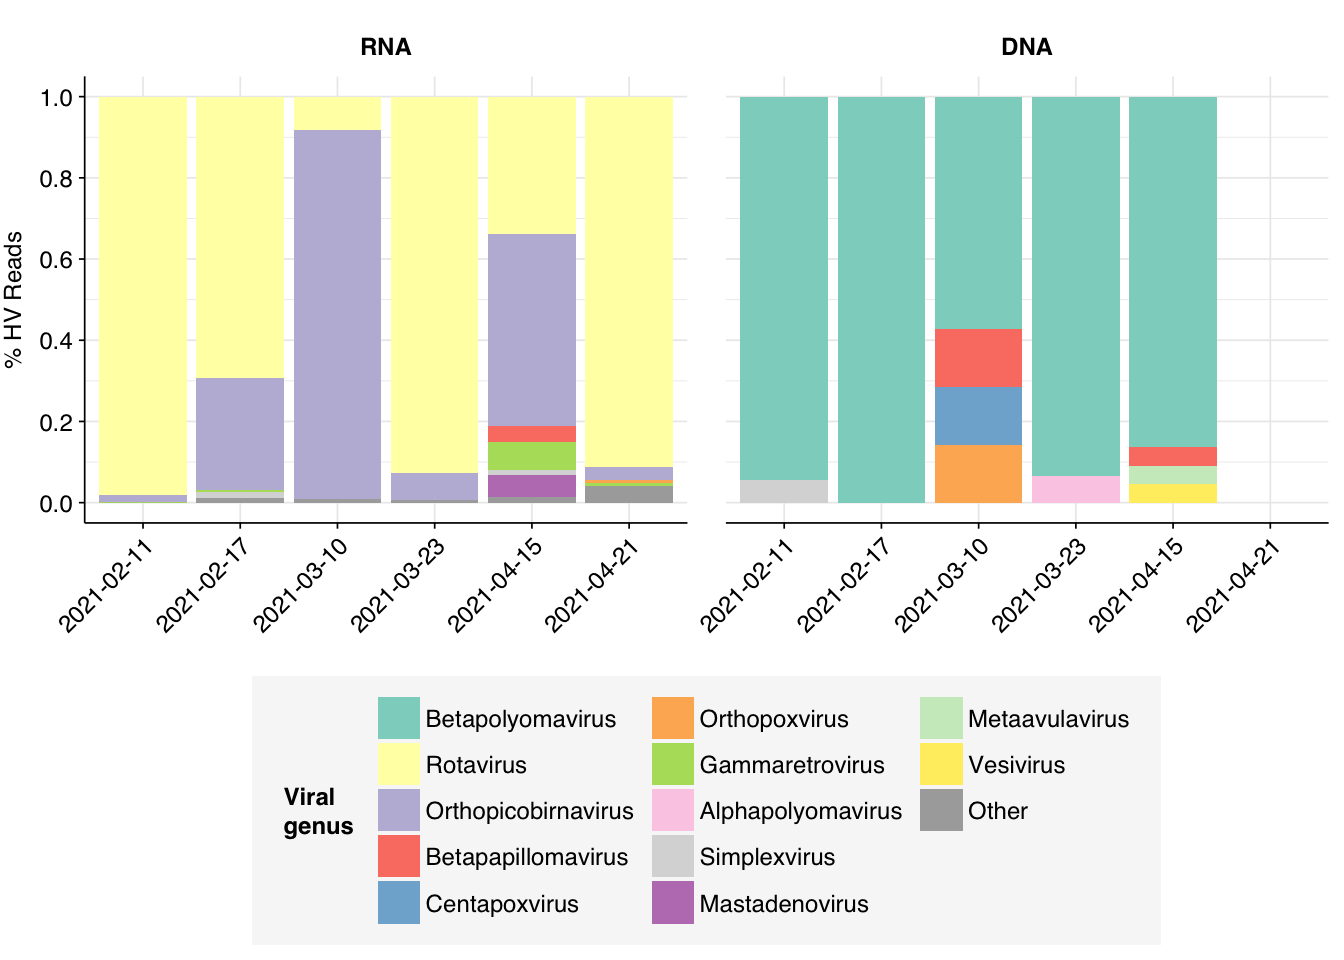 RNA
DNA
% HV Reads
1.0
0.8
0.6
0.4
0.2
0.0
2021-02-11
2021-02-17
2021-03-10
2021-03-23
2021-04-15
2021-04-21
2021-02-11
2021-02-17
2021-03-10
2021-03-23
2021-04-15
2021-04-21
Viral
genus
Betapolyomavirus
Rotavirus
Orthopicobirnavirus
Betapapillomavirus
Centapoxvirus
Orthopoxvirus
Gammaretrovirus
Alphapolyomavirus
Simplexvirus
Mastadenovirus
Metaavulavirus
Vesivirus
Other